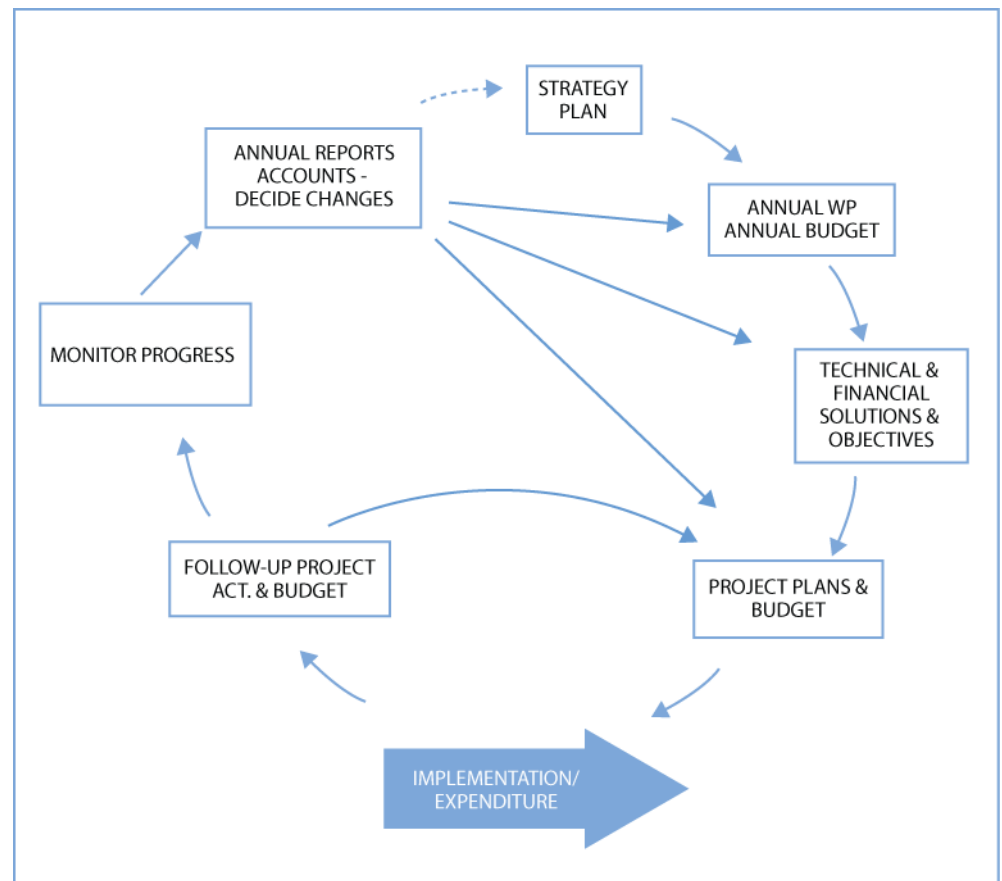 STRATEGY
PLAN
ANNUAL REPORTS
ACCOUNTS -
DECIDE CHANGES
ANNUAL WP
ANNUAL BUDGET
MONITOR PROGRESS
TECHNICAL &
FINANCIAL
SOLUTIONS &
OBJECTIVES
FOLLOW-UP PROJECT
ACT. & BUDGET
PROJECT PLANS &
BUDGET
IMPLEMENTATION/
EXPENDITURE